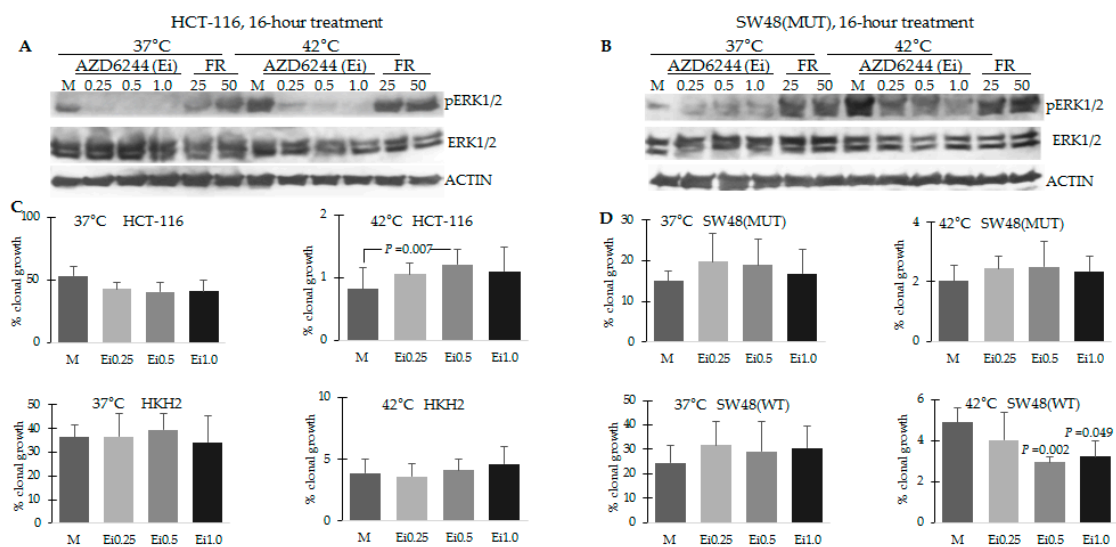 HCT-116, 16-hour treatment
A
37°C 42°C
AZD6244 (Ei) FR AZD6244 (Ei) FR
M 0.25 0.5 1.0 25 50 M 0.25 0.5 1.0 25 50
pERK1/2
ERK1/2
ACTIN
SW48(MUT), 16-hour treatment
B
37°C 42°C
AZD6244 (Ei) FR AZD6244 (Ei) FR
M 0.25 0.5 1.0 25 50 M 0.25 0.5 1.0 25 50
pERK1/2
ERK1/2
ACTIN
C
37°C HCT-116
% clonal growth
100
50
0
M Ei0.25 Ei0.5 Ei1.0
42°C HCT-116
P =0.007
% clonal growth
2
1
0
M Ei0.25 Ei0.5 Ei1.0
37°C HKH2
% clonal growth
50
40
30
20
10
0
M Ei0.25 Ei0.5 Ei1.0
42°C HKH2
% clonal growth
10
5
0
M Ei0.25 Ei0.5 Ei1.0
D
37°C SW48(MUT)
% clonal growth
30
20
10
0
M Ei0.25 Ei0.5 Ei1.0
42°C SW48(MUT)
% clonal growth
4
2
0
M Ei0.25 Ei0.5 Ei1.0
37°C SW48(WT)
% clonal growth
50
40
30
20
10
0
M Ei0.25 Ei0.5 Ei1.0
42°C SW48(WT)
P =0.002
P =0.049
% clonal growth
6
4
2
0
M Ei0.25 Ei0.5 Ei1.0